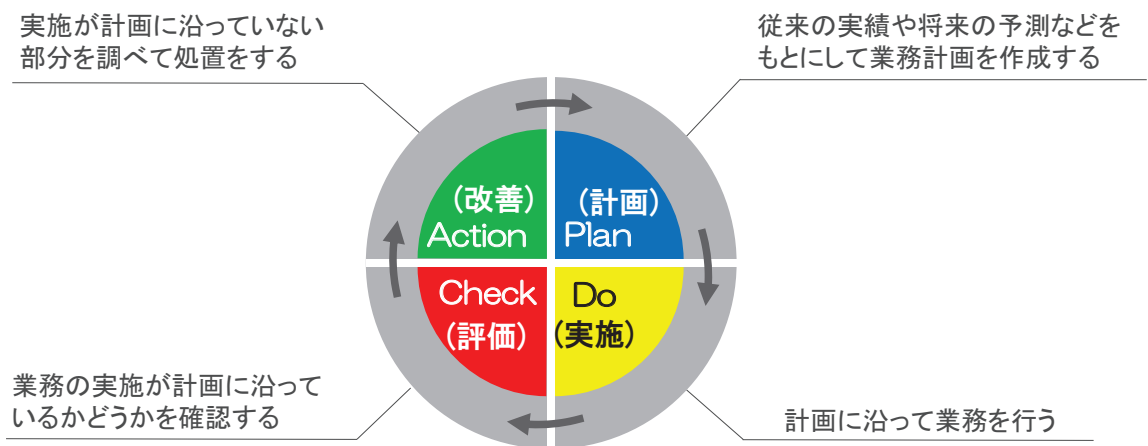 実施が計画に沿っていない
部分を調べて処置をする
従来の実績や将来の予測などを
もとにして業務計画を作成する
(改善)
Action
(計画)
Plan
Check
(評価)
Do
(実施)
業務の実施が計画に沿って
いるかどうかを確認する
計画に沿って業務を行う